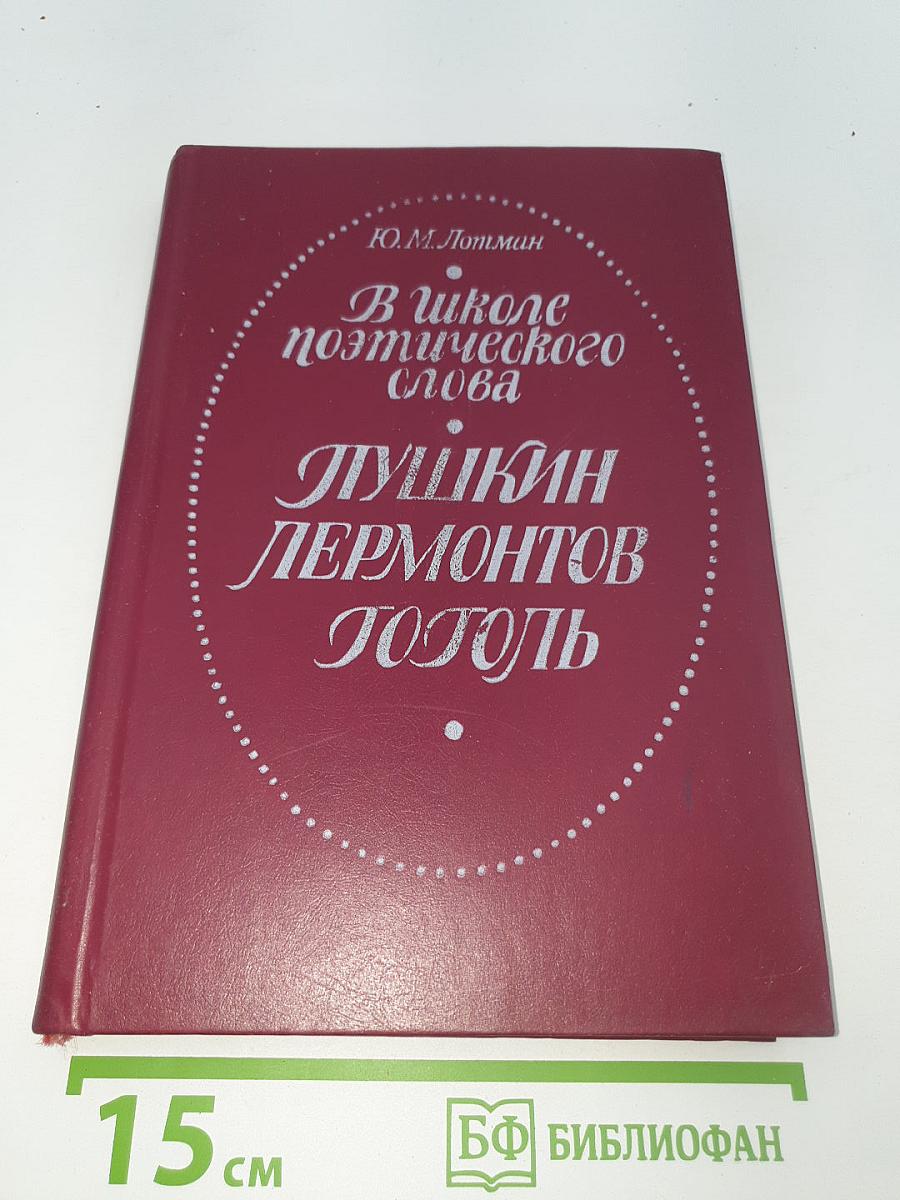 Ю. М. Лотман
В школе
поэтического
слова
ПУШКИН
ЛЕРМОНТОВ
ГОГОЛЬ
15 см
БФ БИБЛИОФАН